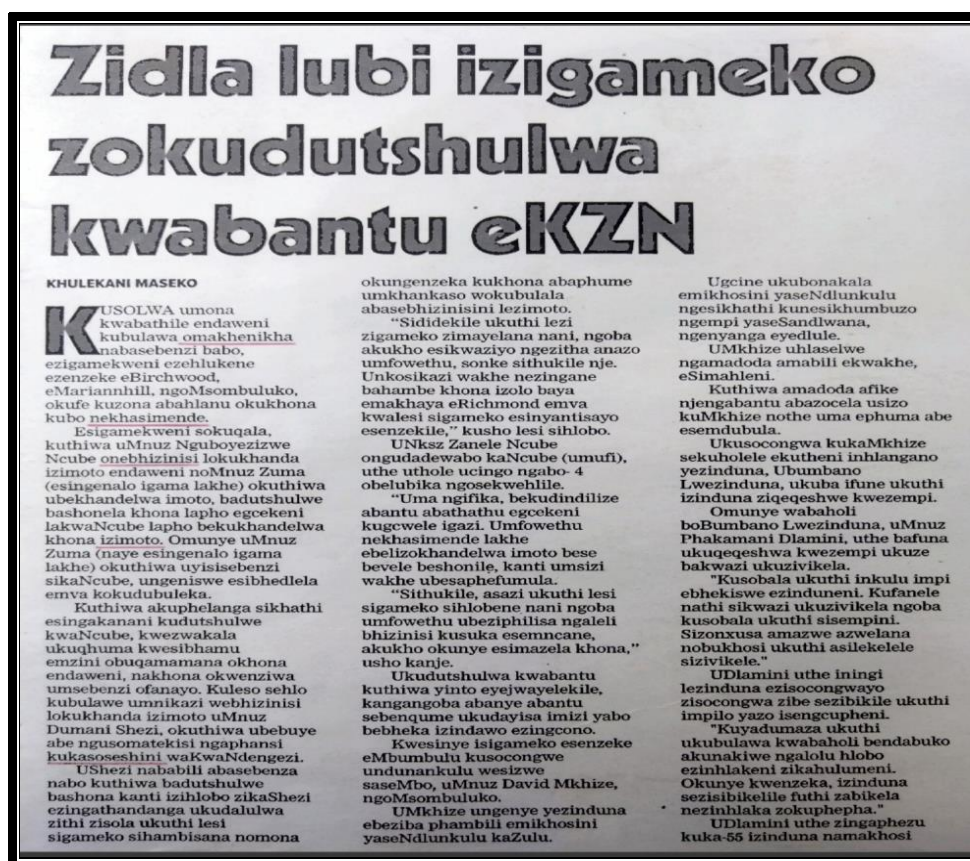 Zidla lubi izigameko
zokudutshulwa
kwabantu eKZN
KHULEKANI MASEKO
KUSOLWA umona
kwabathile endaweni
kubulawa omakhenikha
nabasebenzi babo,
ezigamekweni ezehlukene
ezenzeke eBirchwood,
eMariannhill, ngoMsombuluko,
okufe kuzona abahlanu okukhona
kubo nekhasimende.
Esigamekweni sokuqala,
kuthiwa uMnuz Nguboyezizwe
Ncube onebhizinisi lokukhanda
izimoto endaweni noMnuz Zuma
(esingenalo igama lakhe) okuthiwa
ubekhandelwa imoto, badutshulwe
bashonela khona lapho egcekeni
lakwaNcube lapho bekukhandelwa
khona izimoto. Omunye uMnuz
Zuma (naye esingenalo igama
lakhe) okuthiwa uyisisebenzi
sikaNcube, ungeniswe esibhedlela
emva kokudubuleka.
Kuthiwa akuphelanga sikhathi
esingakanani kudutshulwe
kwaNcube, kwezwakala
ukuqhuma kwesibhamu
emzini obuqamamana okhona
endaweni, nakhona okwenziwa
umsebenzi ofanayo. Kuleso sehlo
kubulawe umnikazi webhizinisi
lokukhanda izimoto uMnuz
Dumani Shezi, okuthiwa ubebuye
abe ngusomatekisi ngaphansi
kukasoseshini waKwaNdengezi.
UShezi nababili abasebenza
nabo kuthiwa badutshulwe
bashona kanti izihlobo zikaShezi
ezingathandanga ukudalulwa
zithi zisola ukuthi lesi
sigameko sihambisana nomona
okungenzeka kukhona abaphume
umkhankaso wokubulala
abasebhizinisini lezimoto.
"Sididekile ukuthi lezi
zigameko zimayelana nani, ngoba
akukho esikwaziyo ngezitha anazo
umfowethu, sonke sithukile nje.
Unkosikazi wakhe nezingane
bahambe khona izolo baya
emakhaya eRichmond emva
kwalesi sigameko esinyantisayo
esenzekile," kusho lesi sihlobo.
UNksz Zanele Ncube
ongudadewabo kaNcube (umufi),
uthe uthole ucingo ngabo- 4
obelubika ngosekwehlile.
"Uma ngifika, bekudindilize
abantu abathathu egcekeni
kugcwele igazi. Umfowethu
nekhasimende lakhe
ebelizokhandelwa imoto bese
bevele beshonile, kanti umsizi
wakhe ubesaphefumula.
"Sithukile, asazi ukuthi lesi
sigameko sihlobene nani ngoba
umfowethu ubeziphilisa ngaleli
bhizinisi kusuka esemncane,
akukho okunye esimazela khona,"
usho kanje.
Ukudutshulwa kwabantu
kuthiwa yinto eyejwayelekile,
kangangoba abanye abantu
sebenqume ukudayisa imizi yabo
bebheka izindawo ezingcono.
Kwesinye isigameko esenzeke
eMbumbulu kusocongwe
undunankulu wesizwe
saseMbo, uMnuz David Mkhize,
ngoMsombuluko.
UMkhize ungenye yezinduna
ebeziba phambili emikhosini
yaseNdlunkulu kaZulu.
Ugcine ukubonakala
emikhosini yaseNdlunkulu
ngesikhathi kunesikhumbuzo
ngempi yaseSandlwana,
ngenyanga eyedlule.
UMkhize uhlaselwe
ngamadoda amabili ekwakhe,
eSimahleni.
Kuthiwa amadoda afike
njengabantu abazocela usizo
kuMkhize nothe uma ephuma abe
esemdubula.
Ukusocongwa kukaMkhize
sekuholele ekutheni inhlangano
yezinduna, Ubumbano
Lwezinduna, ukuba ifune ukuthi
izinduna ziqeqeshwe kwezempi.
Omunye wabaholi
boBumbano Lwezinduna, uMnuz
Phakamani Dlamini, uthe bafuna
ukuqeqeshwa kwezempi ukuze
bakwazi ukuzivikela.
"Kusobala ukuthi inkulu impi
ebhekiswe ezinduneni. Kufanele
nathi sikwazi ukuzivikela ngoba
kusobala ukuthi sisempini.
Sizonxusa amazwe azwelana
nobukhosi ukuthi asilekelele
sizivikele."
UDlamini uthe iningi
lezinduna ezisocongwayo
zisocongwa zibe sezibikile ukuthi
impilo yazo isengcupheni.
"Kuyadumaza ukuthi
ukubulawa kwabaholi bendabuko
akunakiwe ngalolu hlobo
ezinhlakeni zikahulumeni.
Okunye kwenzeka, izinduna
sezisibikelile futhi zabikela
nezinhlaka zokuphepha."
UDlamini uthe zingaphezu
kuka-55 izinduna namakhosi